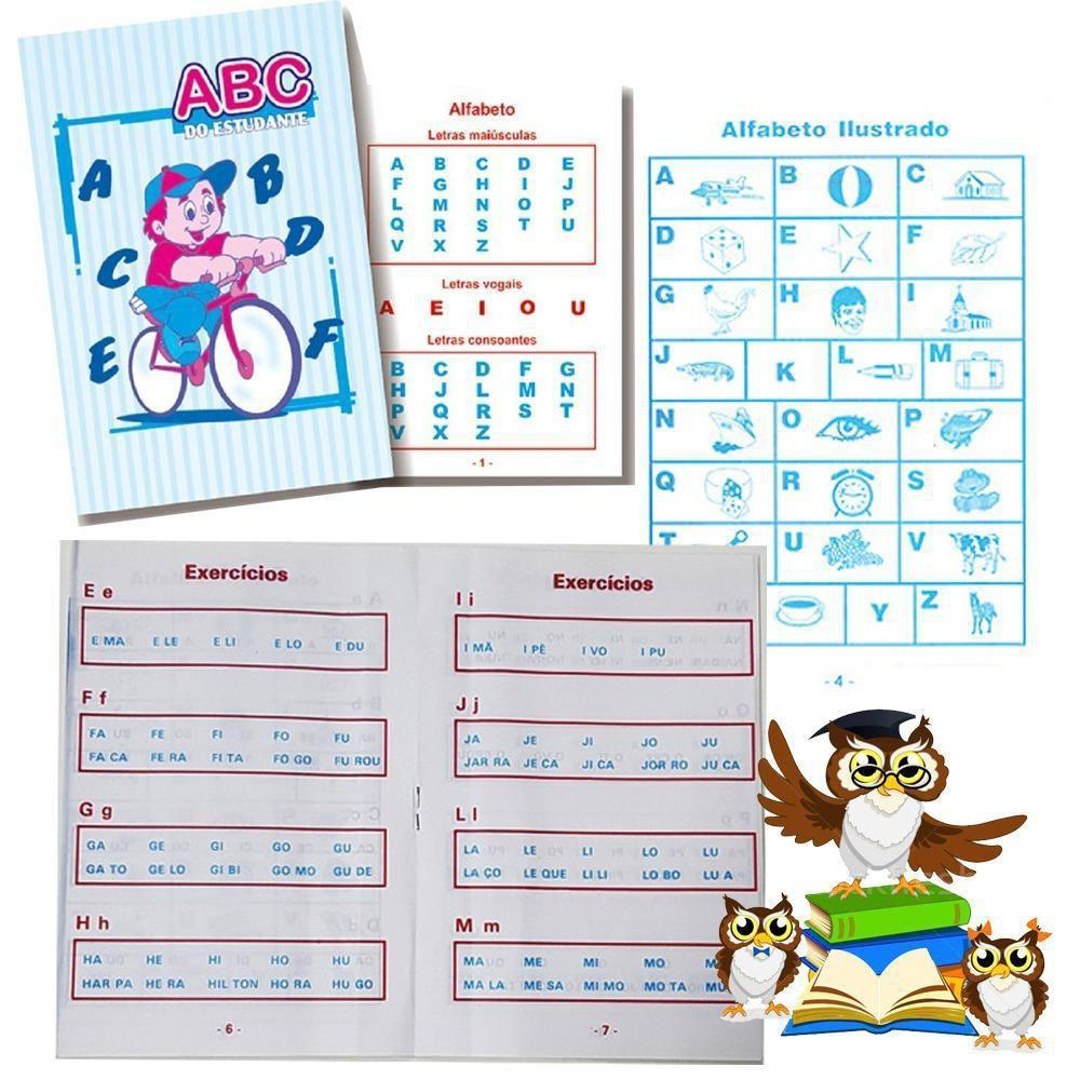 ABC
DO ESTUDANTE
A B
C D
E F
Alfabeto
Letras maiúsculas
A B C D E
F G H I J
L M N O P
Q R S T U
V X Z
Letras vogais
A E I O U
Letras consoantes
B C D F G
H J L M N
P Q R S T
V X Z
- 1 -
Alfabeto Ilustrado
A B C
D E F
G H I
J K L M
N O P
Q R S
T U V
Y Z
- 4 -
Exercícios
E e
E MA E LE E LI E LO E DU
F f
FA FE FI FO FU
FA CA FE RA FI TA FO GO FU ROU
G g
GA GE GI GO GU
GA TO GE LO GI BI GO MO GU DE
H h
HA HE HI HO HU
HAR PA HE RA HIL TON HO RA HU GO
- 6 -
Exercícios
I i
I MÃ I PÊ I VO I PU
J j
JA JE JI JO JU
JAR RA JE CA JI CA JOR RO JU CA
L l
LA LE LI LO LU
LA ÇO LE QUE LI LI LO BO LU A
M m
MA ME MI MO
MA LA ME SA MI MO MO TA MU
- 7 -